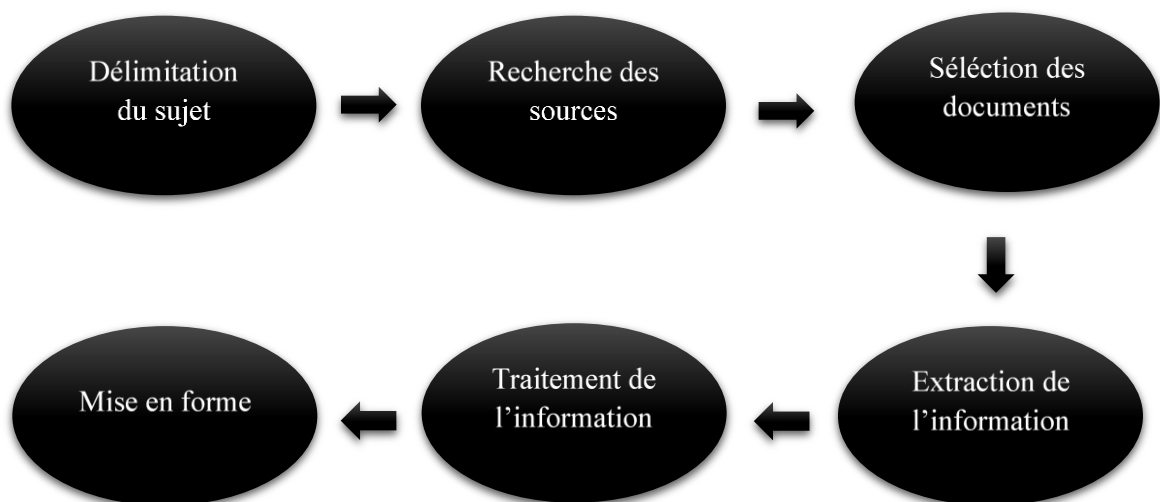 Délimitation
du sujet
Recherche des
sources
Séléction des
documents
Extraction de
l’information
Traitement de
l’information
Mise en forme